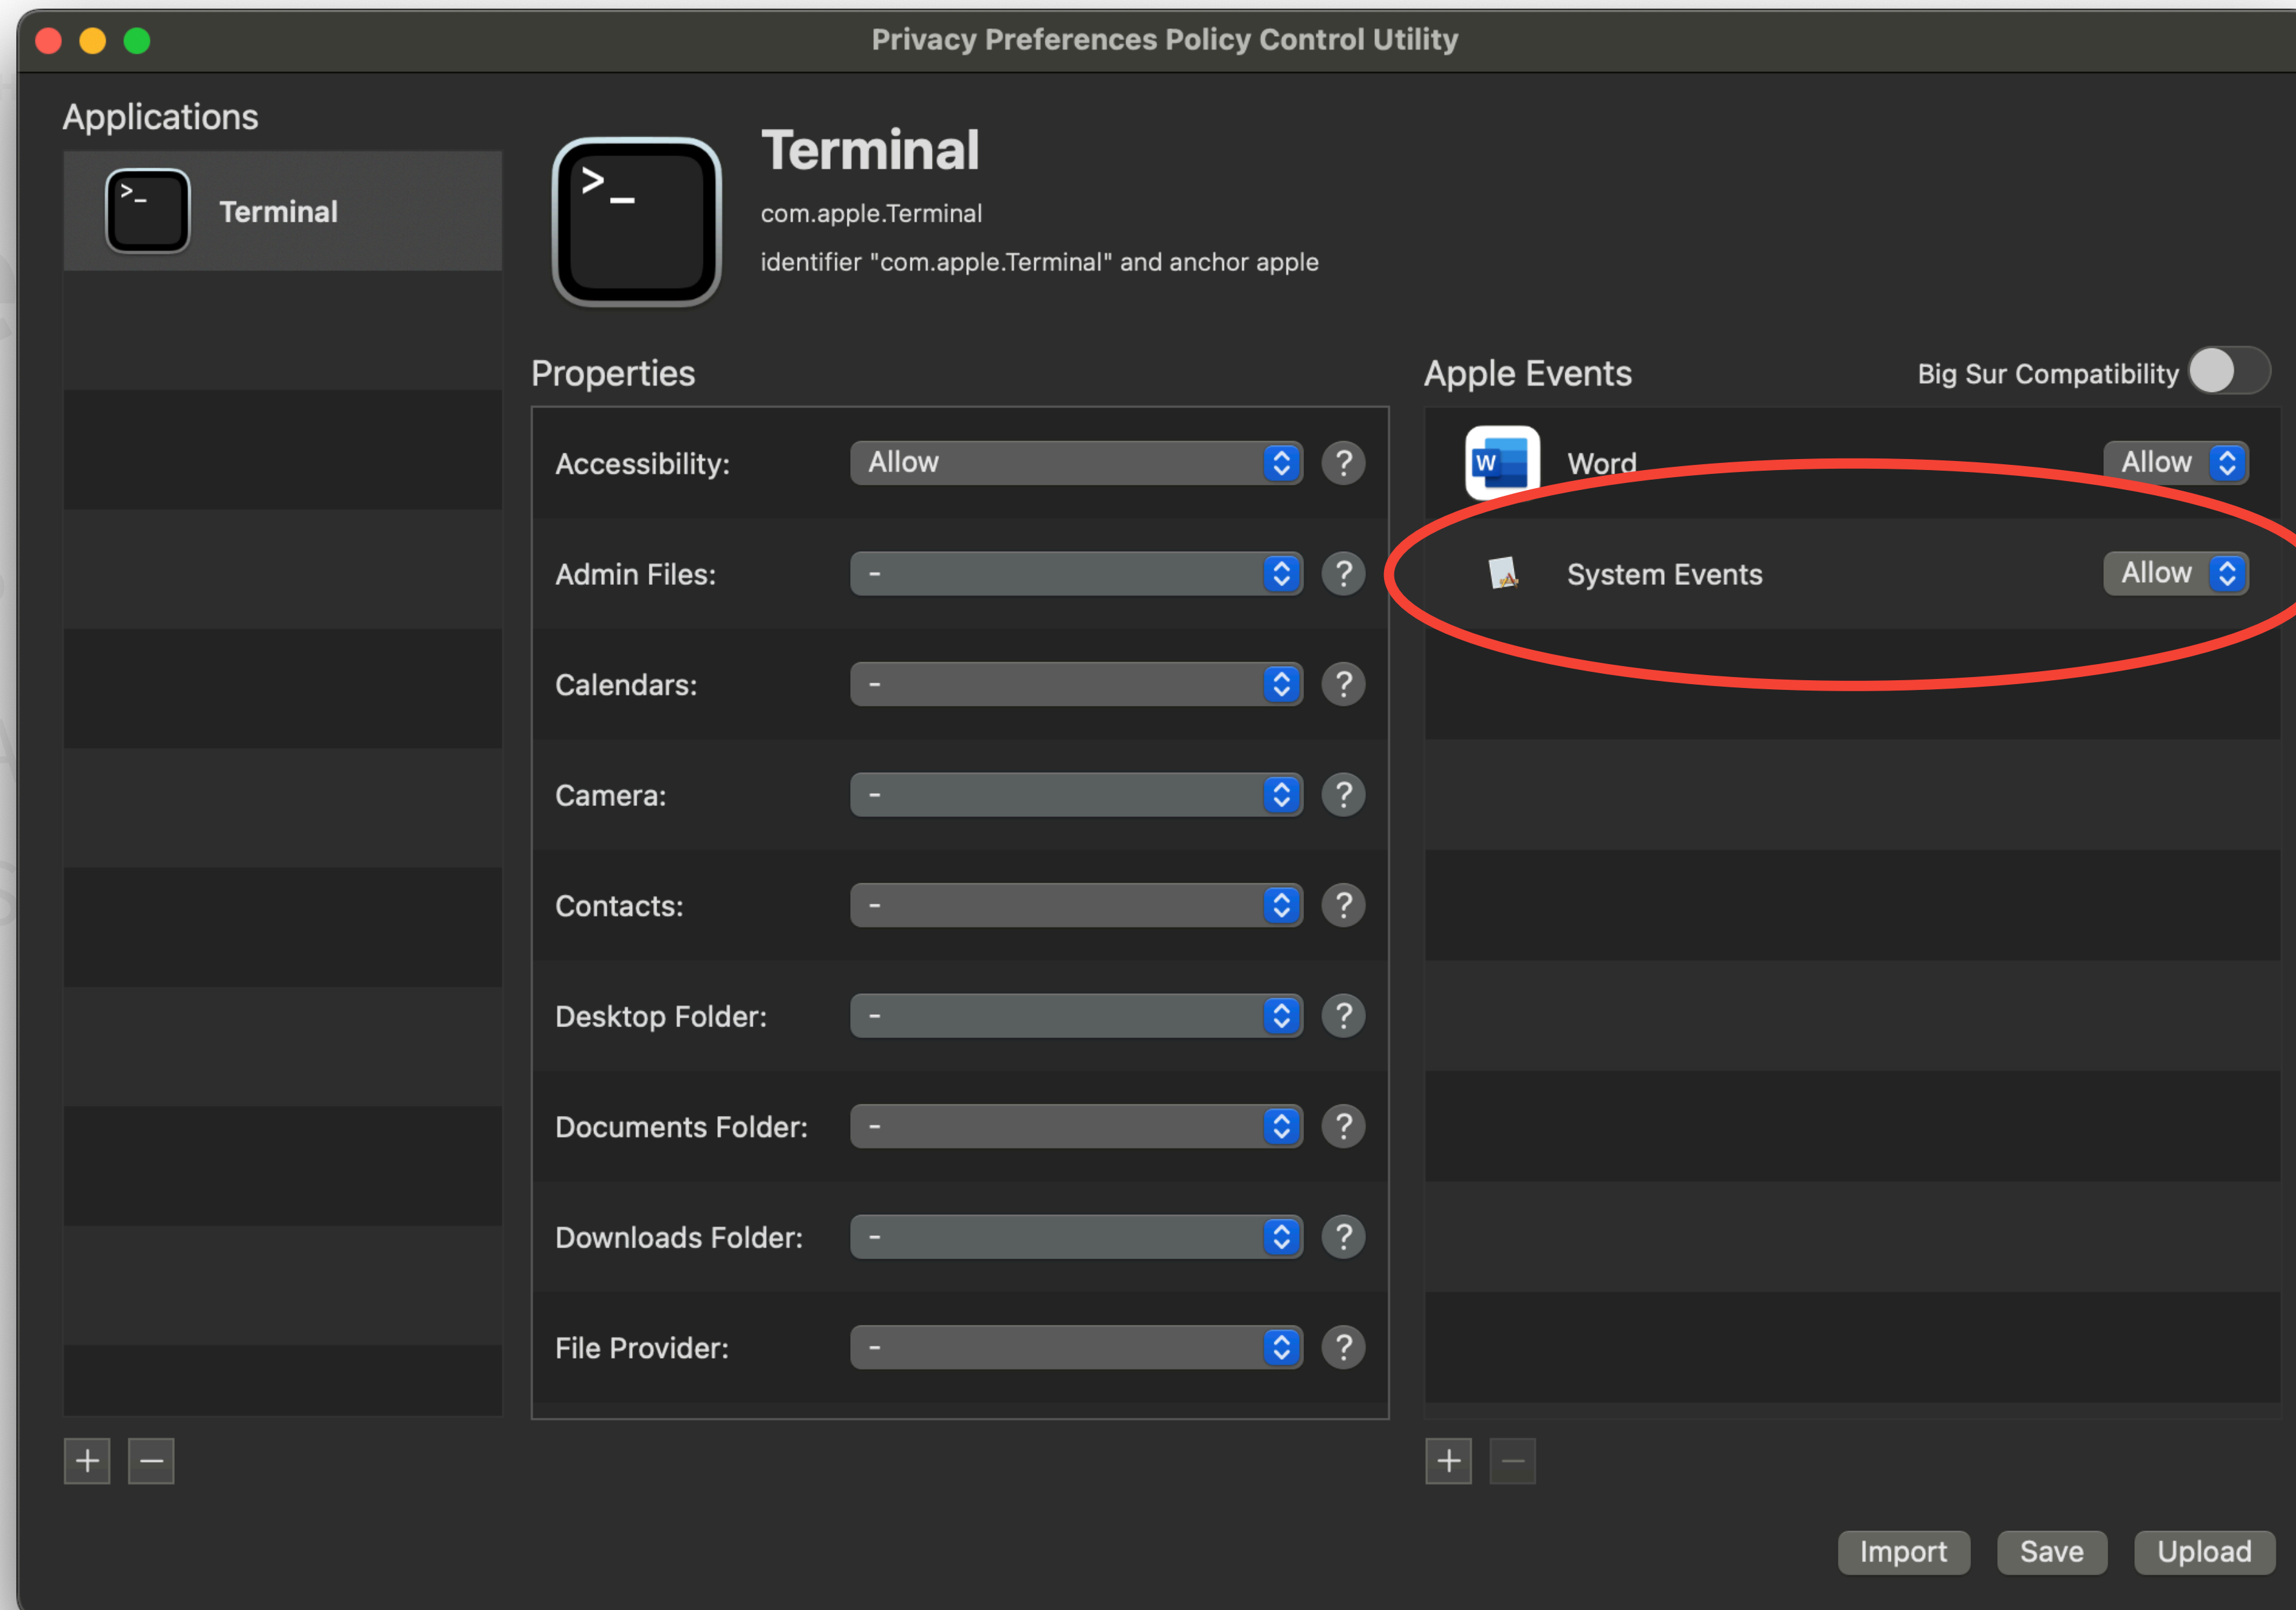 Privacy Preferences Policy Control Utility
Applications
>_ Terminal
>_
Terminal
com.apple.Terminal
identifier "com.apple.Terminal" and anchor apple
Properties
Accessibility: Allow ?
Admin Files: - ?
Calendars: - ?
Camera: - ?
Contacts: - ?
Desktop Folder: - ?
Documents Folder: - ?
Downloads Folder: - ?
File Provider: - ?
Apple Events Big Sur Compatibility
W Word Allow
System Events Allow
+ −
+ −
Import Save Upload